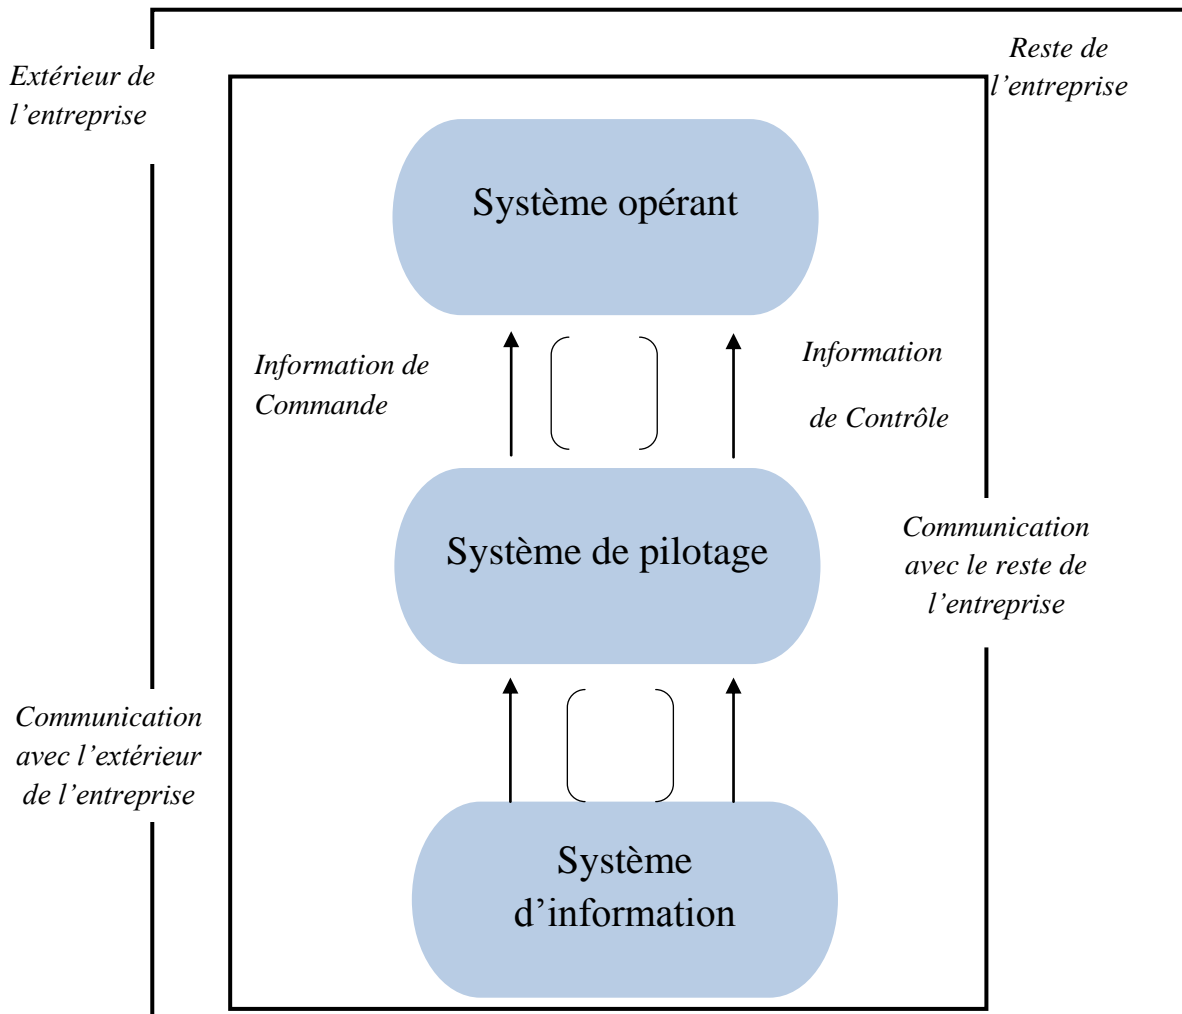 Reste de
l’entreprise
Extérieur de
l’entreprise
Système opérant
Information de
Commande
Information
de Contrôle
Système de pilotage
Communication
avec le reste de
l’entreprise
Communication
avec l’extérieur
de l’entreprise
Système
d’information